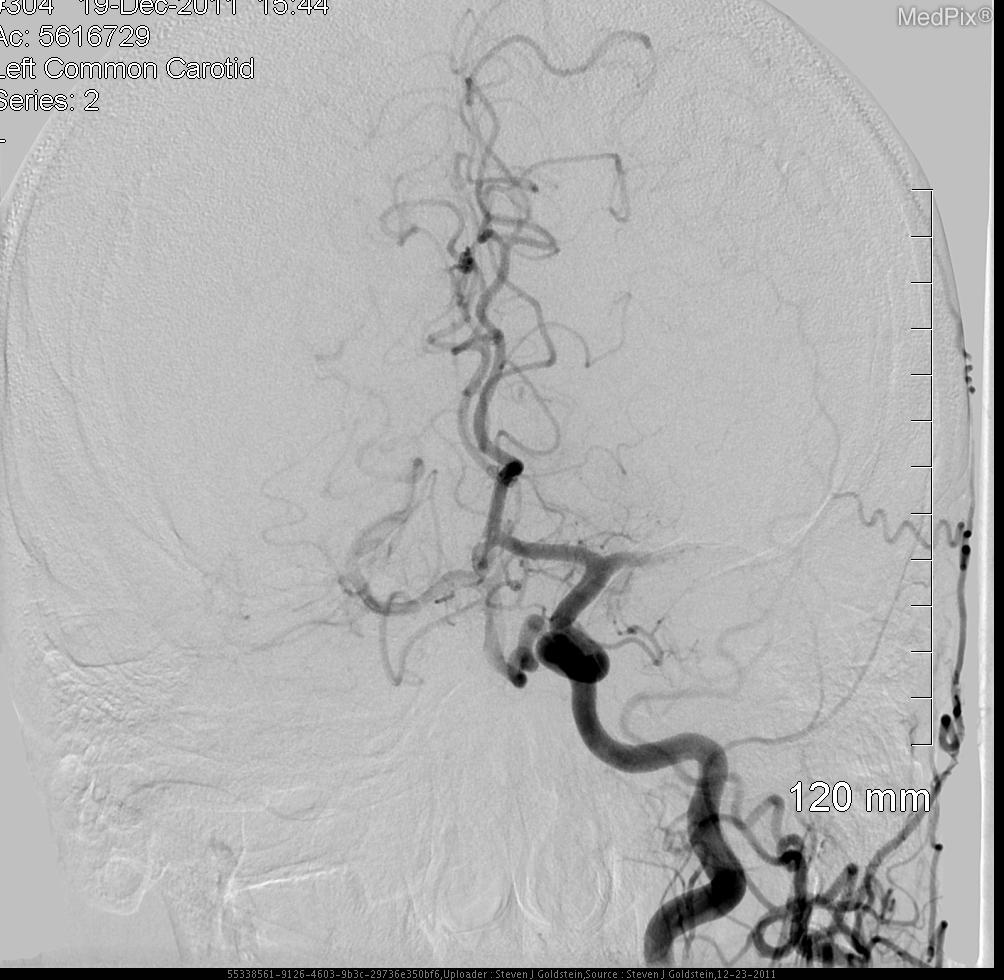 #304 19-Dec-2011 15:44
MedPix®
Ac: 5616729
Left Common Carotid
Series: 2
120 mm
55338561-9126-4603-9b3c-29736e350bf6,Uploader : Steven J Goldstein,Source : Steven J Goldstein,12-23-2011